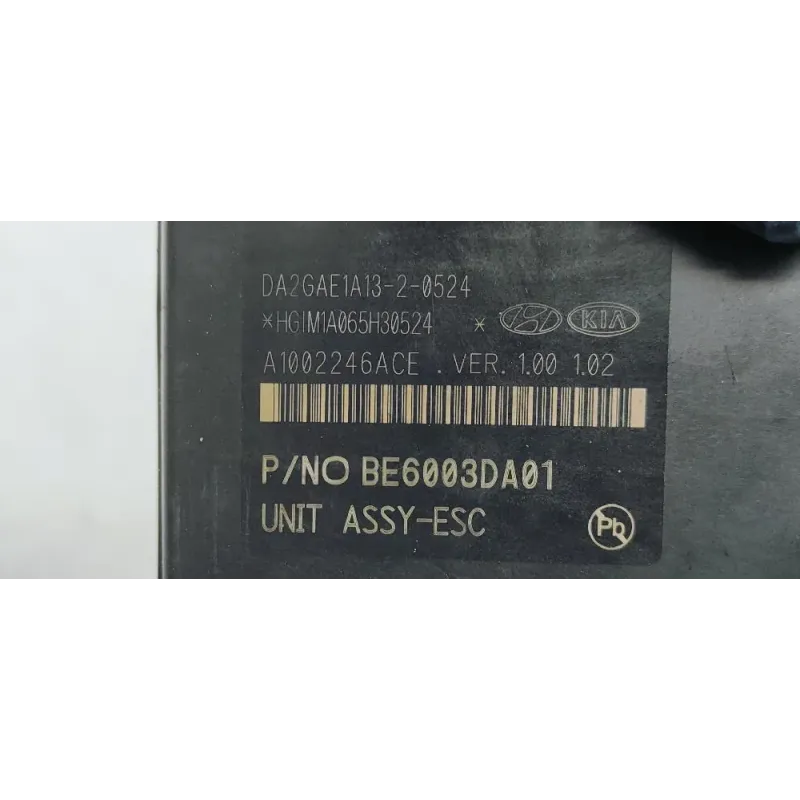 DA2GAE1A13-2-0524
*HGIM1A065H30524 * KIA
A1002246ACE . VER. 1.00 1.02
P/NO BE6003DA01
UNIT ASSY-ESC
Pb